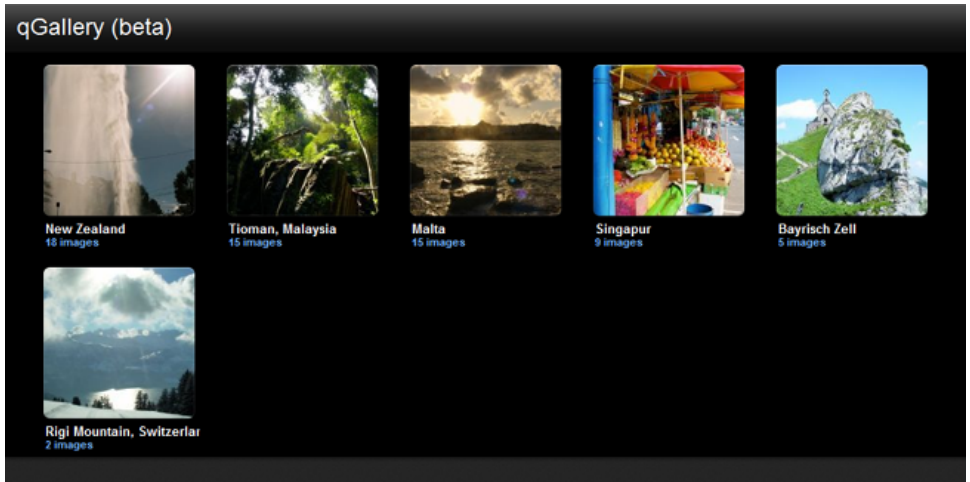 qGallery (beta)
New Zealand
18 images
Tioman, Malaysia
15 images
Malta
15 images
Singapur
9 images
Bayrisch Zell
5 images
Rigi Mountain, Switzerlar
2 images